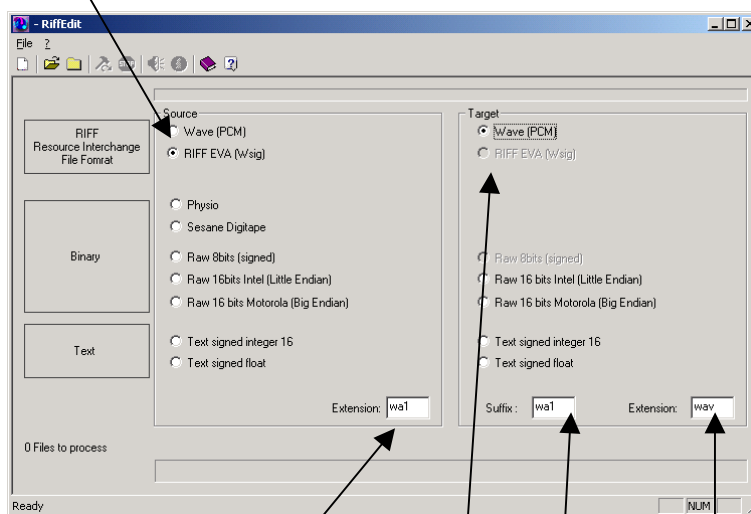 - RiffEdit
File ?
Source
Target
RIFF
Resource Interchange
File Fomrat
Wave (PCM)
Wave (PCM)
RIFF EVA (Wsig)
RIFF EVA (Wsig)
Physio
Sesane Digitape
Binary
Raw 8bits (signed)
Raw 8bits (signed)
Raw 16bits Intel (Little Endian)
Raw 16 bits Intel (Little Endian)
Raw 16 bits Motorola (Big Endian)
Raw 16 bits Motorola (Big Endian)
Text
Text signed integer 16
Text signed integer 16
Text signed float
Text signed float
Extension: wa1
Suffix : wa1 Extension: wav
0 Files to process
Ready NUM